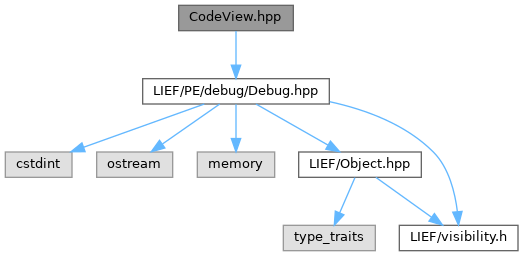 CodeView.hpp
LIEF/PE/debug/Debug.hpp
cstdint
ostream
memory
LIEF/Object.hpp
type_traits
LIEF/visibility.h